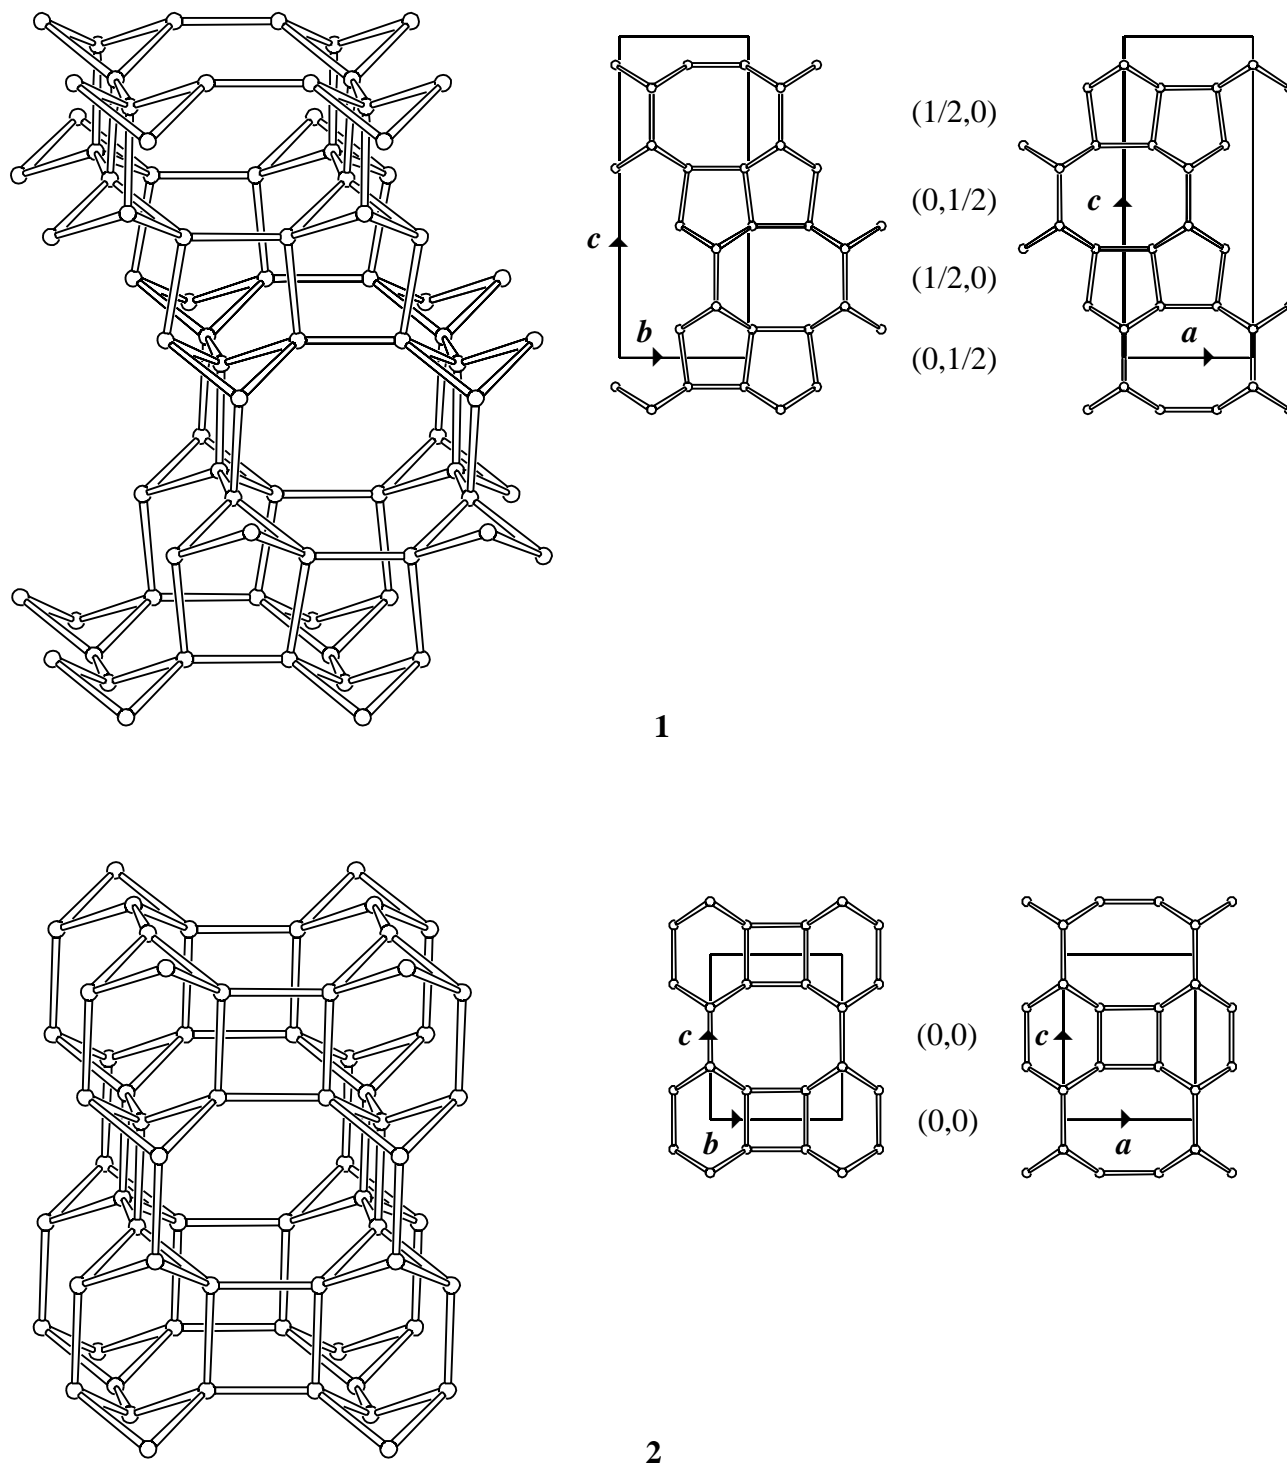 (1/2,0)
c
(0,1/2)
c
(1/2,0)
b
a
(0,1/2)
1
c
(0,0)
c
(0,0)
b
a
2